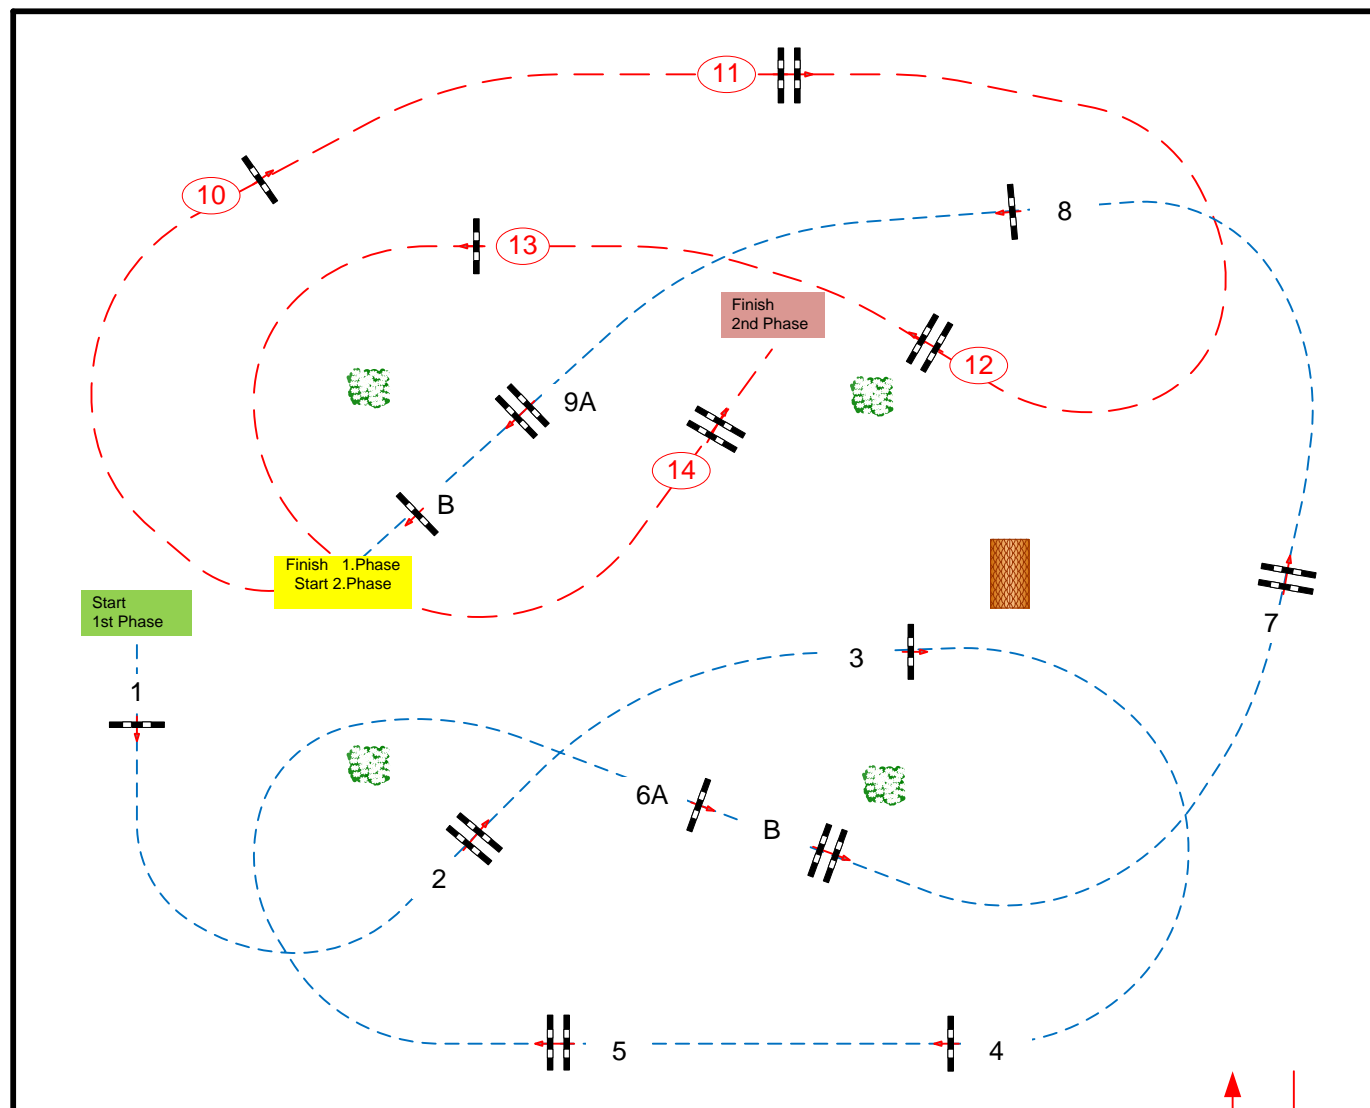 11
10
8
13
Finish
2nd Phase
12
9A
14
B
Finish 1.Phase
Start 2.Phase
Start
1st Phase
7
3
1
6A
B
2
5
4